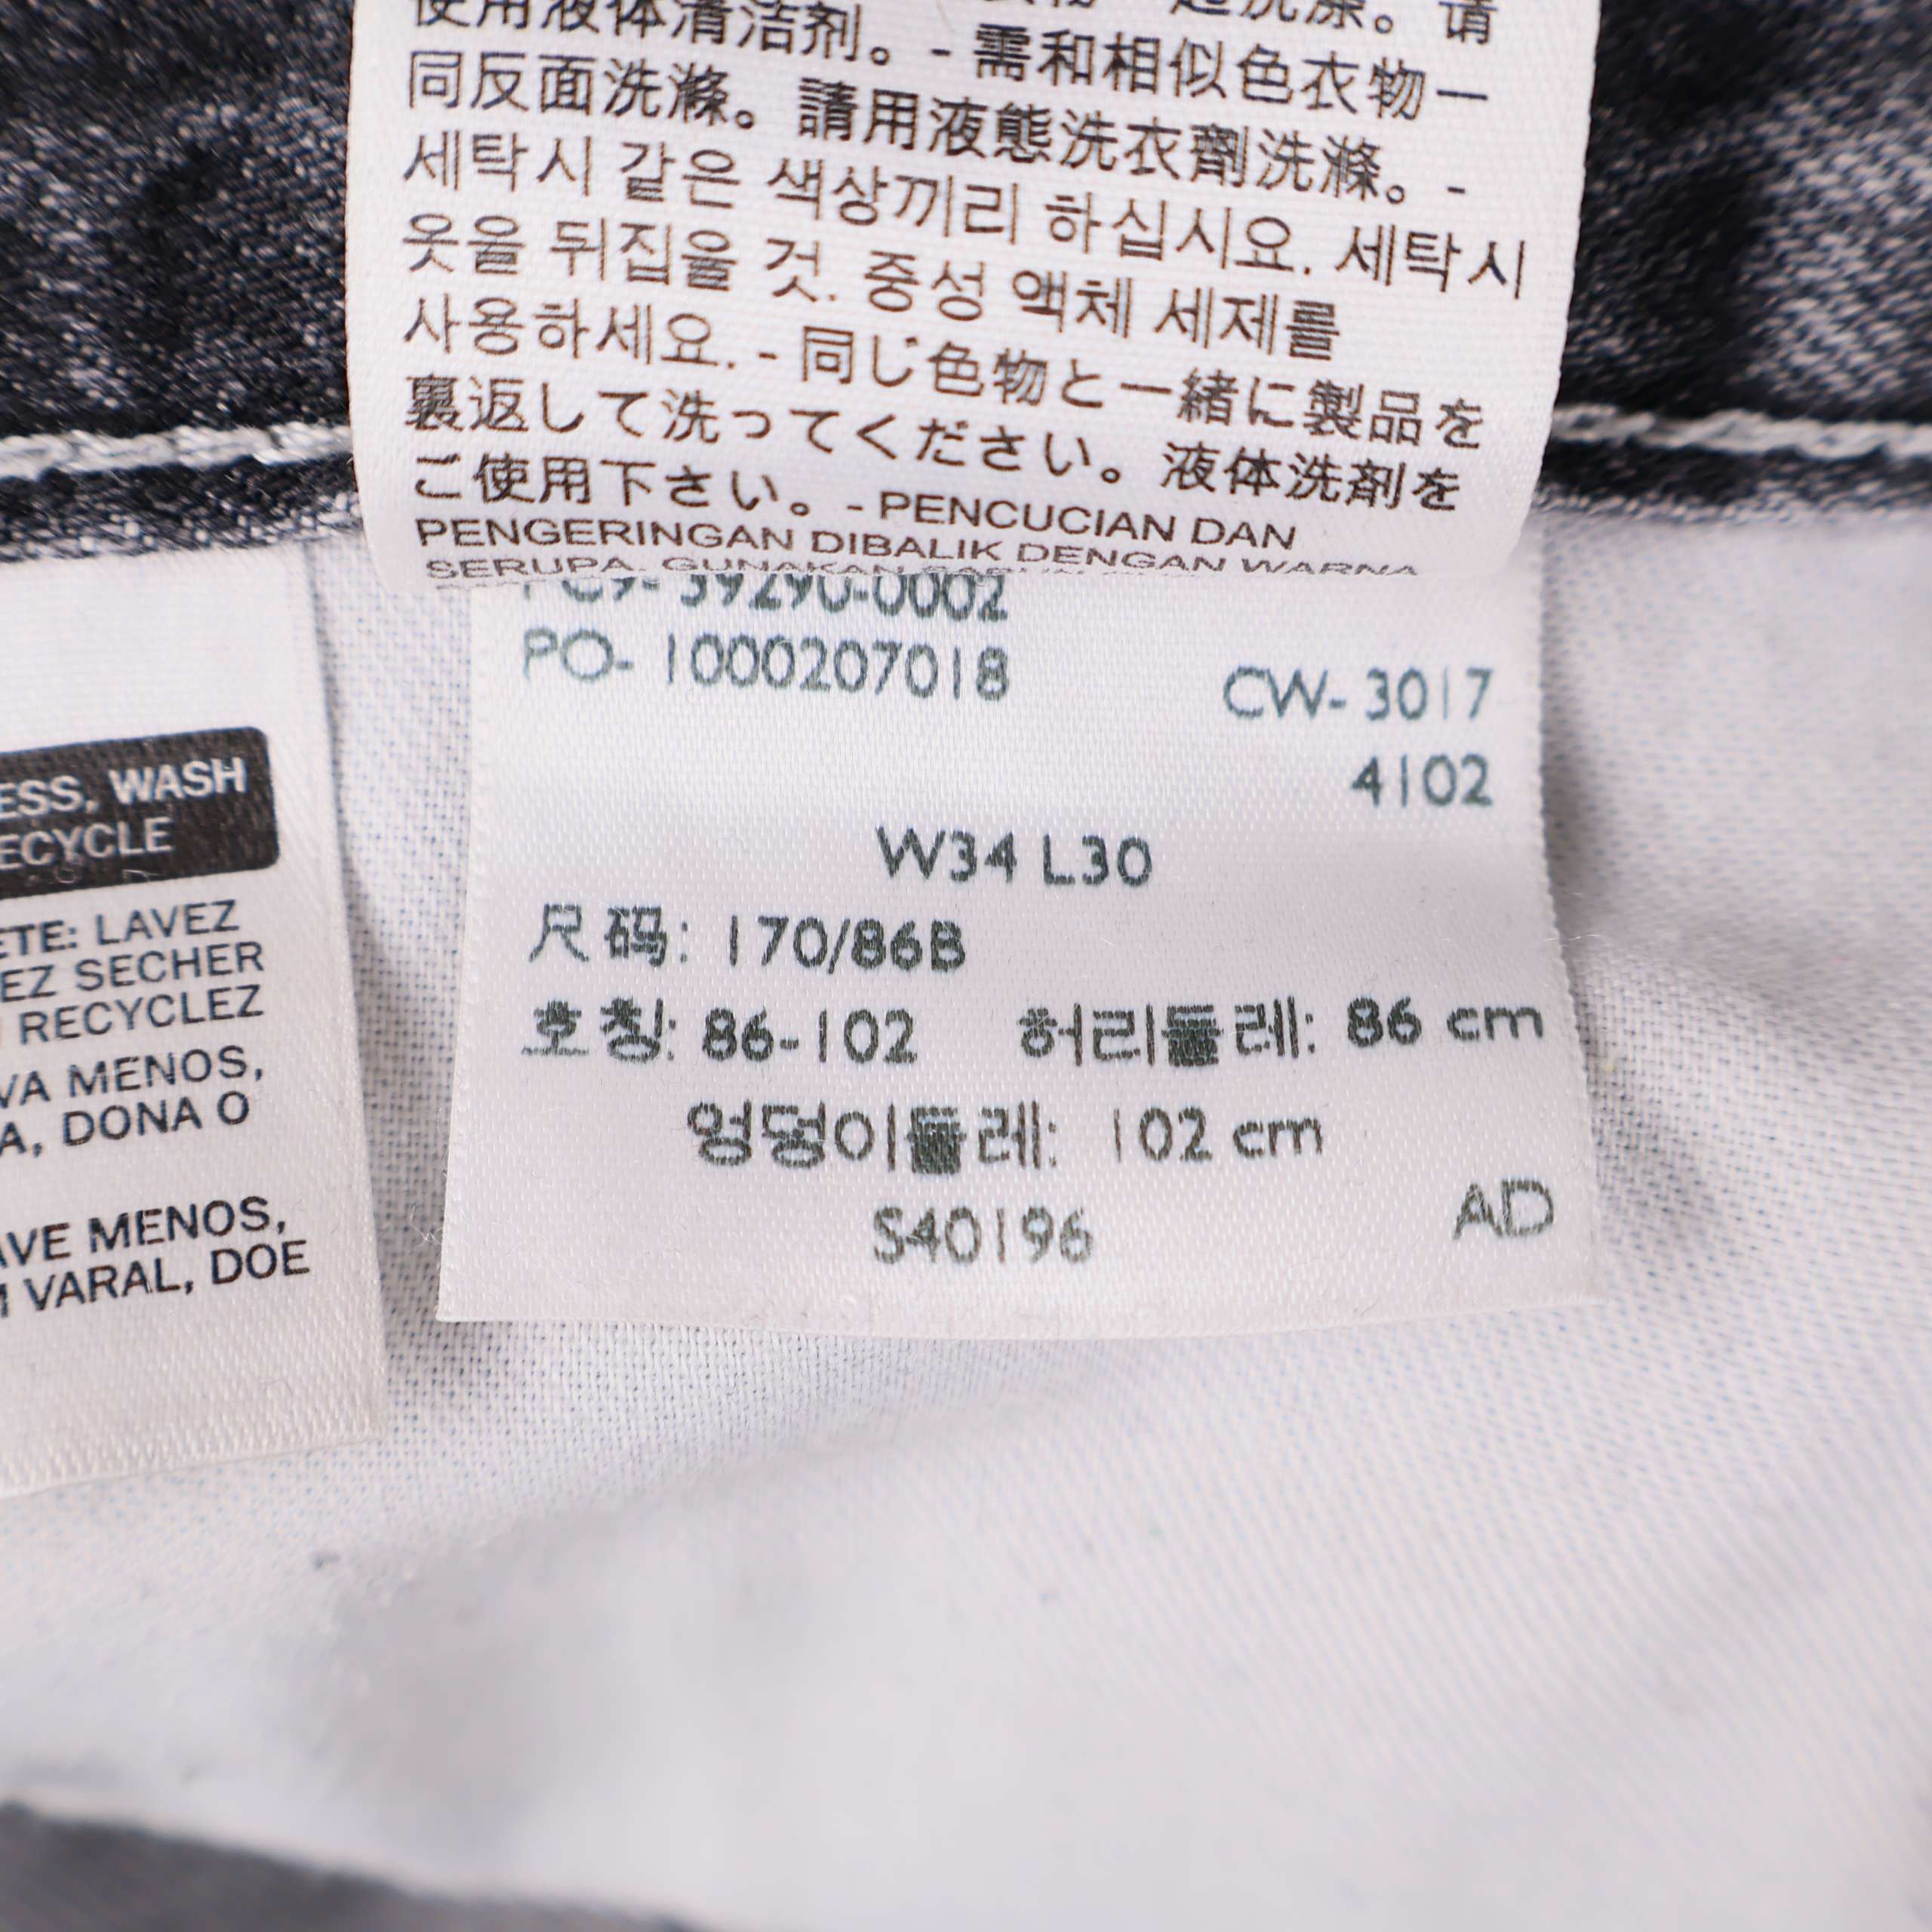 使用液体清洁剂。- 需和相似色衣物一
同反面洗滌。請用液態洗衣劑洗滌。-
세탁시 같은 색상끼리 하십시요. 세탁시
옷을 뒤집을 것. 중성 액체 세제를
사용하세요. - 同じ色物と一緒に製品を
裏返して洗ってください。液体洗剤を
ご使用下さい。- PENCUCIAN DAN
PENGERINGAN DIBALIK DENGAN WARNA
SERUPA. GUNAKAN
39290-0002
PO- 1000207018
CW- 3017
4102
W34 L30
尺码: 170/86B
호칭: 86-102 허리둘레: 86 cm
엉덩이둘레: 102 cm
S40196 AD
ESS, WASH
ECYCLE
ETE: LAVEZ
EZ SECHER
RECYCLEZ
VA MENOS,
A, DONA O
AVE MENOS,
M VARAL, DOE